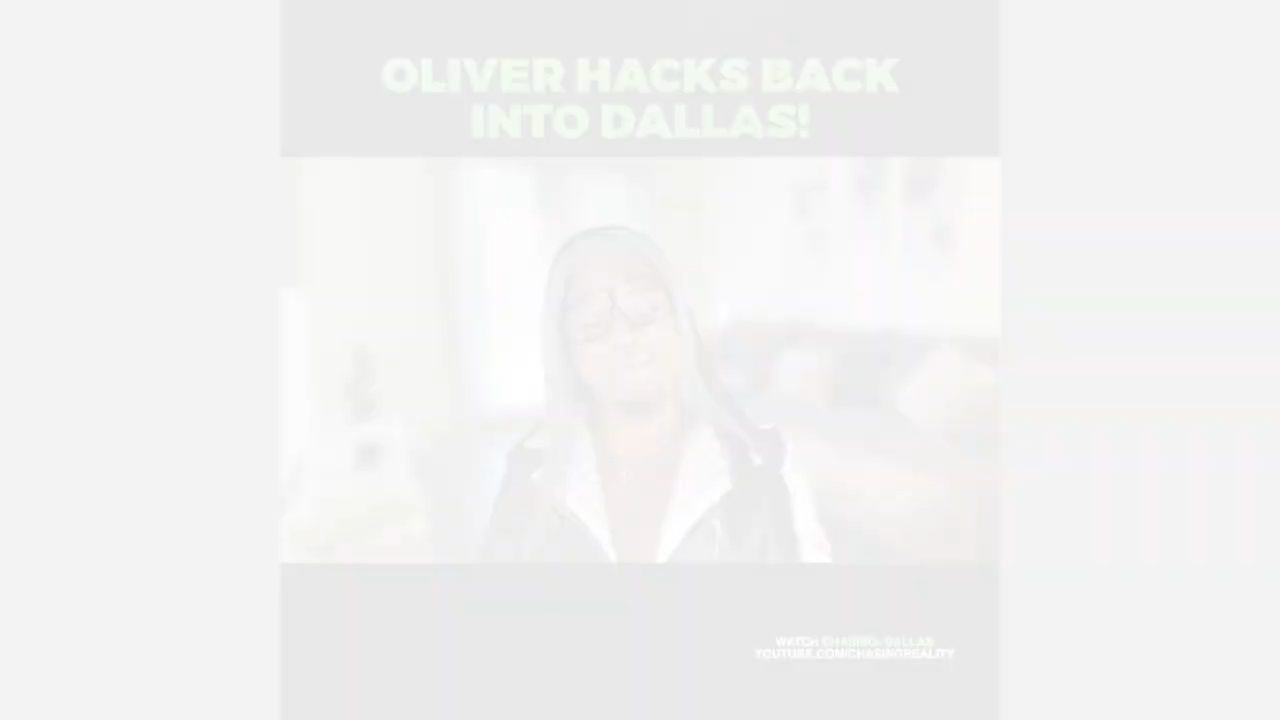 OLIVER HACKS BACK
INTO DALLAS!
WATCH CHASING: DALLAS
YOUTUBE.COM/CHASINGREALITY